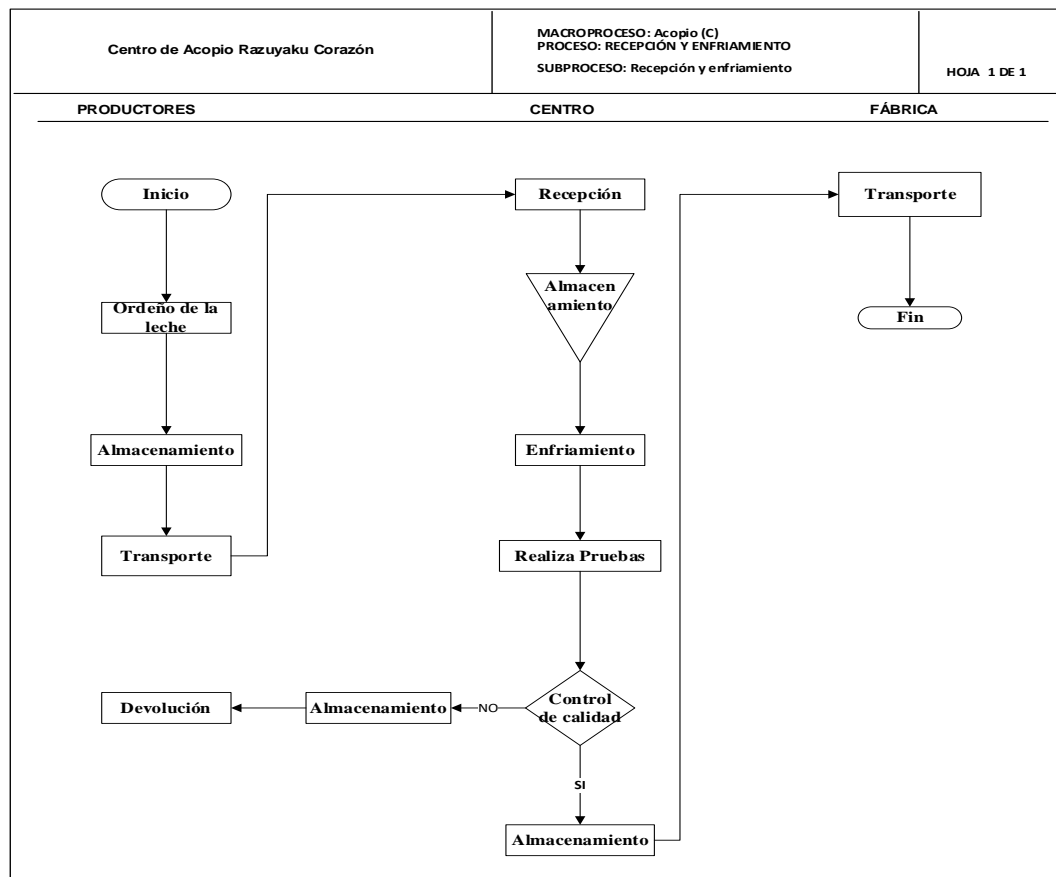 Centro de Acopio Razuyaku Corazón
MACROPROCESO: Acopio (C)
PROCESO: RECEPCIÓN Y ENFRIAMIENTO
SUBPROCESO: Recepción y enfriamiento
HOJA 1 DE 1
PRODUCTORES
CENTRO
FÁBRICA
Inicio
Ordeño de la
leche
Almacenamiento
Transporte
Recepción
Almacen
amiento
Enfriamiento
Realiza Pruebas
Control
de calidad
NO
Almacenamiento
Devolución
SI
Almacenamiento
Transporte
Fin